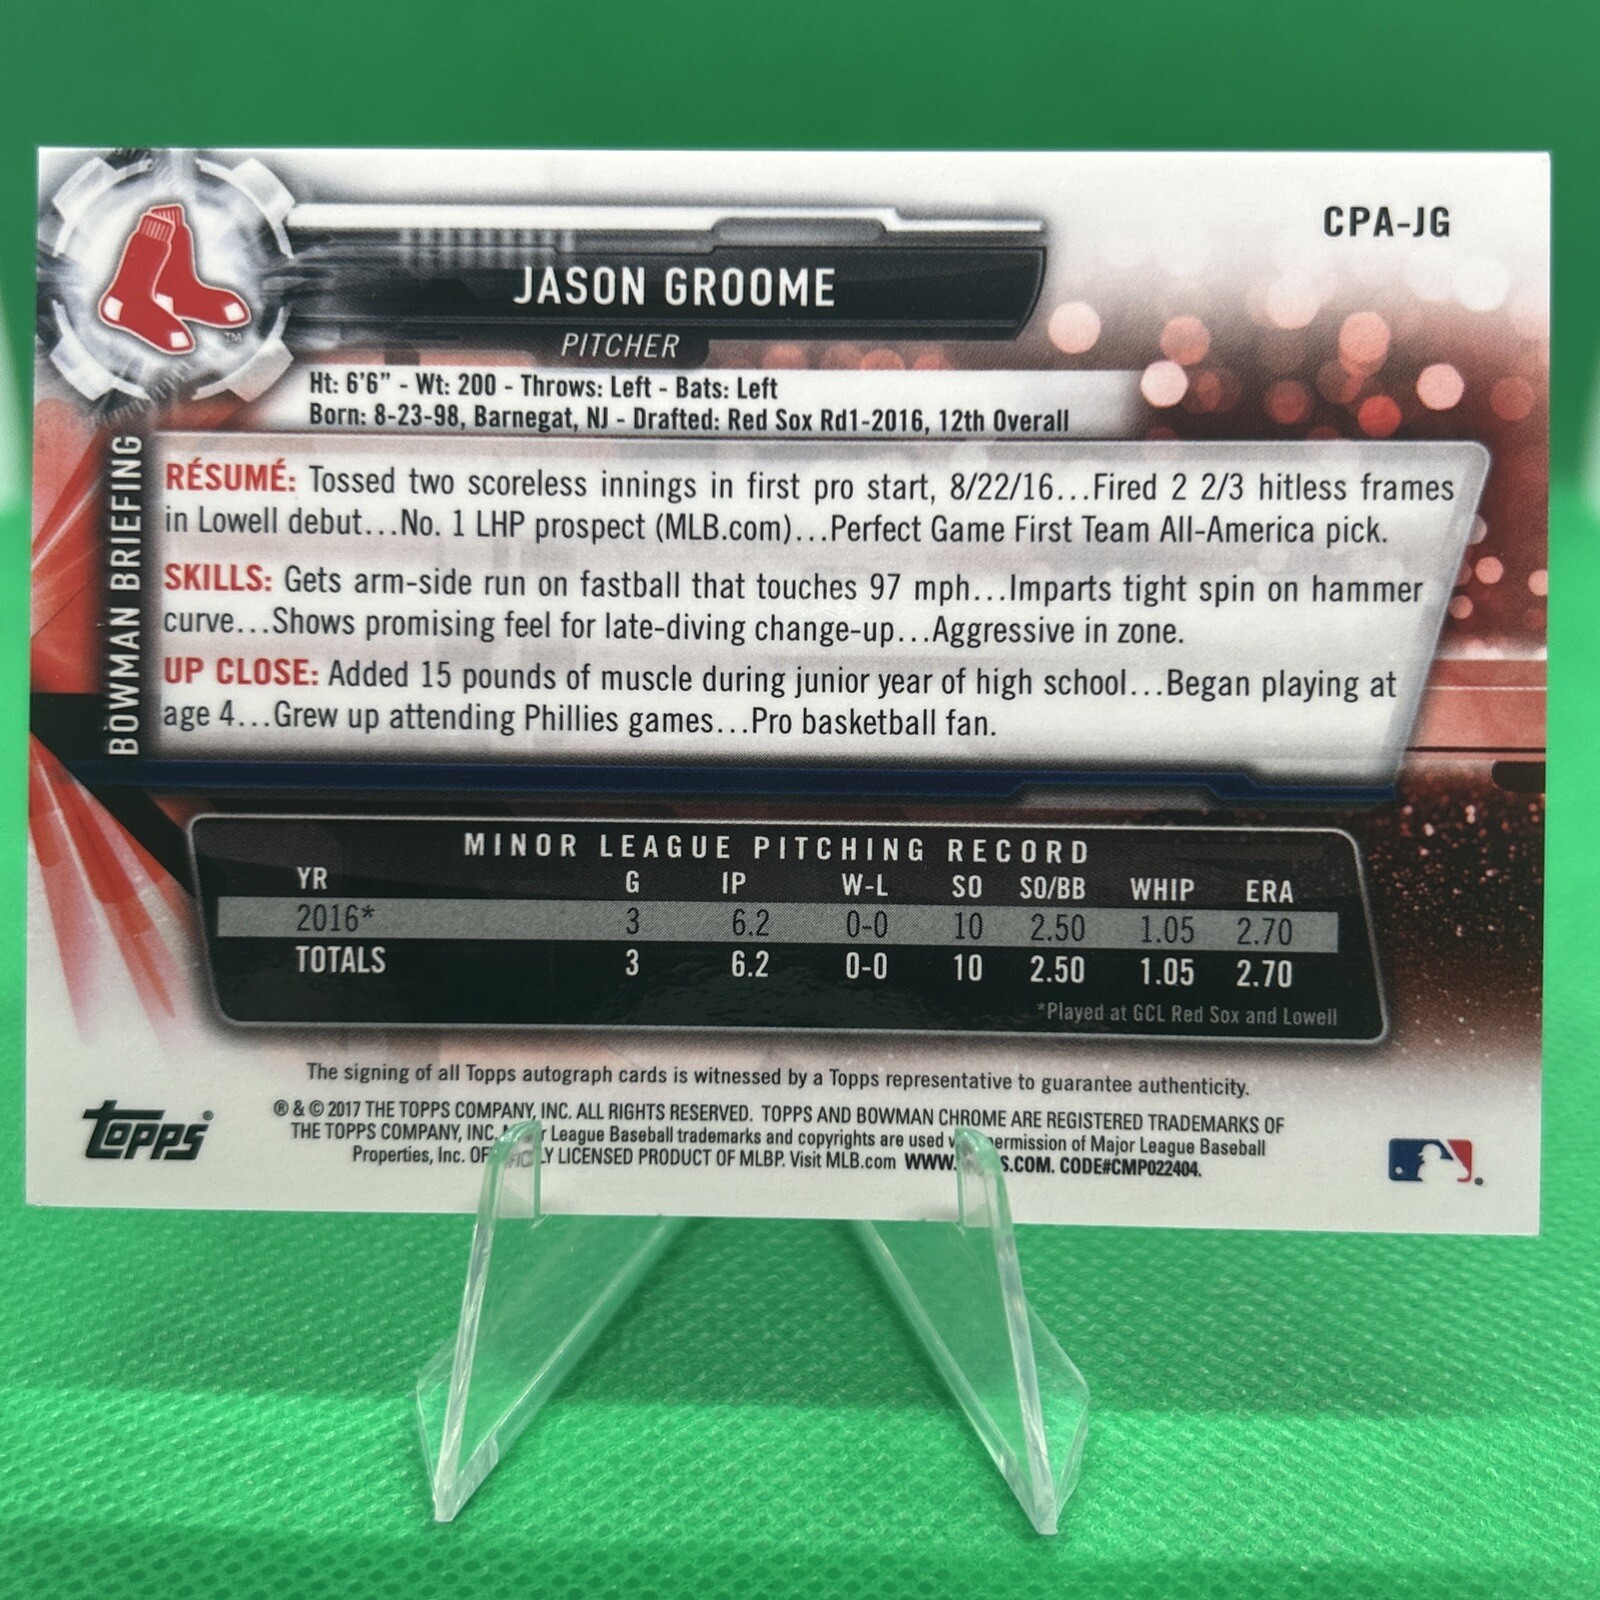 CPA-JG
JASON GROOME
PITCHER
Ht: 6'6" - Wt: 200 - Throws: Left - Bats: Left
Born: 8-23-98, Barnegat, NJ - Drafted: Red Sox Rd1-2016, 12th Overall
BOWMAN BRIEFING
RÉSUMÉ: Tossed two scoreless innings in first pro start, 8/22/16...Fired 2 2/3 hitless frames
in Lowell debut...No. 1 LHP prospect (MLB.com)...Perfect Game First Team All-America pick.
SKILLS: Gets arm-side run on fastball that touches 97 mph...Imparts tight spin on hammer
curve...Shows promising feel for late-diving change-up...Aggressive in zone.
UP CLOSE: Added 15 pounds of muscle during junior year of high school...Began playing at
age 4...Grew up attending Phillies games...Pro basketball fan.
MINOR LEAGUE PITCHING RECORD
YR G IP W-L SO SO/BB WHIP ERA
2016* 3 6.2 0-0 10 2.50 1.05 2.70
TOTALS 3 6.2 0-0 10 2.50 1.05 2.70
*Played at GCL Red Sox and Lowell
The signing of all Topps autograph cards is witnessed by a Topps representative to guarantee authenticity.
Topps®
® & © 2017 THE TOPPS COMPANY, INC. ALL RIGHTS RESERVED. TOPPS AND BOWMAN CHROME ARE REGISTERED TRADEMARKS OF
THE TOPPS COMPANY, INC. League Baseball trademarks and copyrights are used permission of Major League Baseball
Properties, Inc. LICENSED PRODUCT OF MLBP. Visit MLB.com CODE#CMP022404.